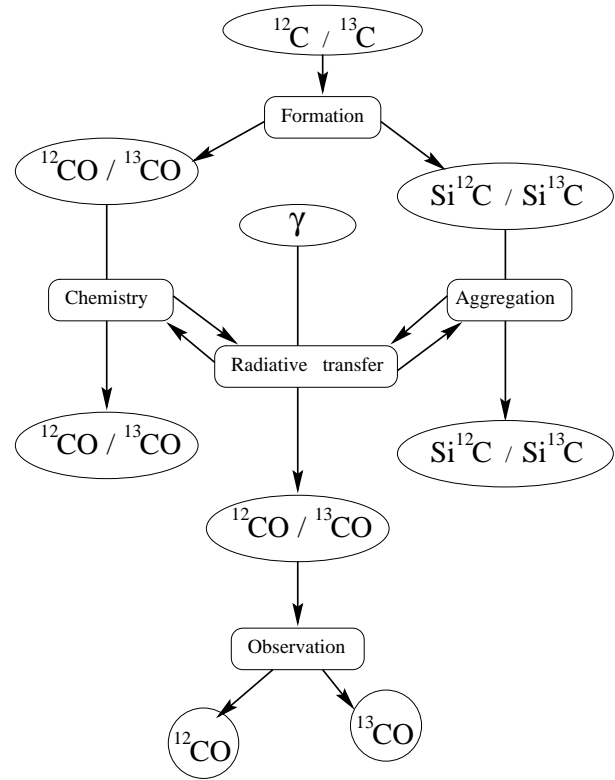 ¹²C / ¹³C
Formation
¹²CO / ¹³CO
Si¹²C / Si¹³C
γ
Chemistry
Aggregation
Radiative transfer
¹²CO / ¹³CO
Si¹²C / Si¹³C
¹²CO / ¹³CO
Observation
¹²CO
¹³CO